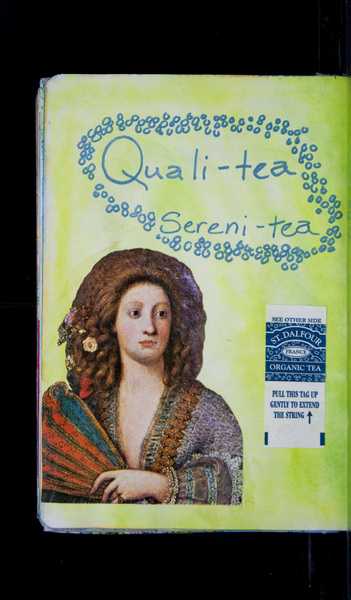 Quali-tea
Sereni-tea
SEE OTHER SIDE
ST. DALFOUR
FRANCE
ORGANIC TEA
PULL THIS TAG UP
GENTLY TO EXTEND
THE STRING ↑